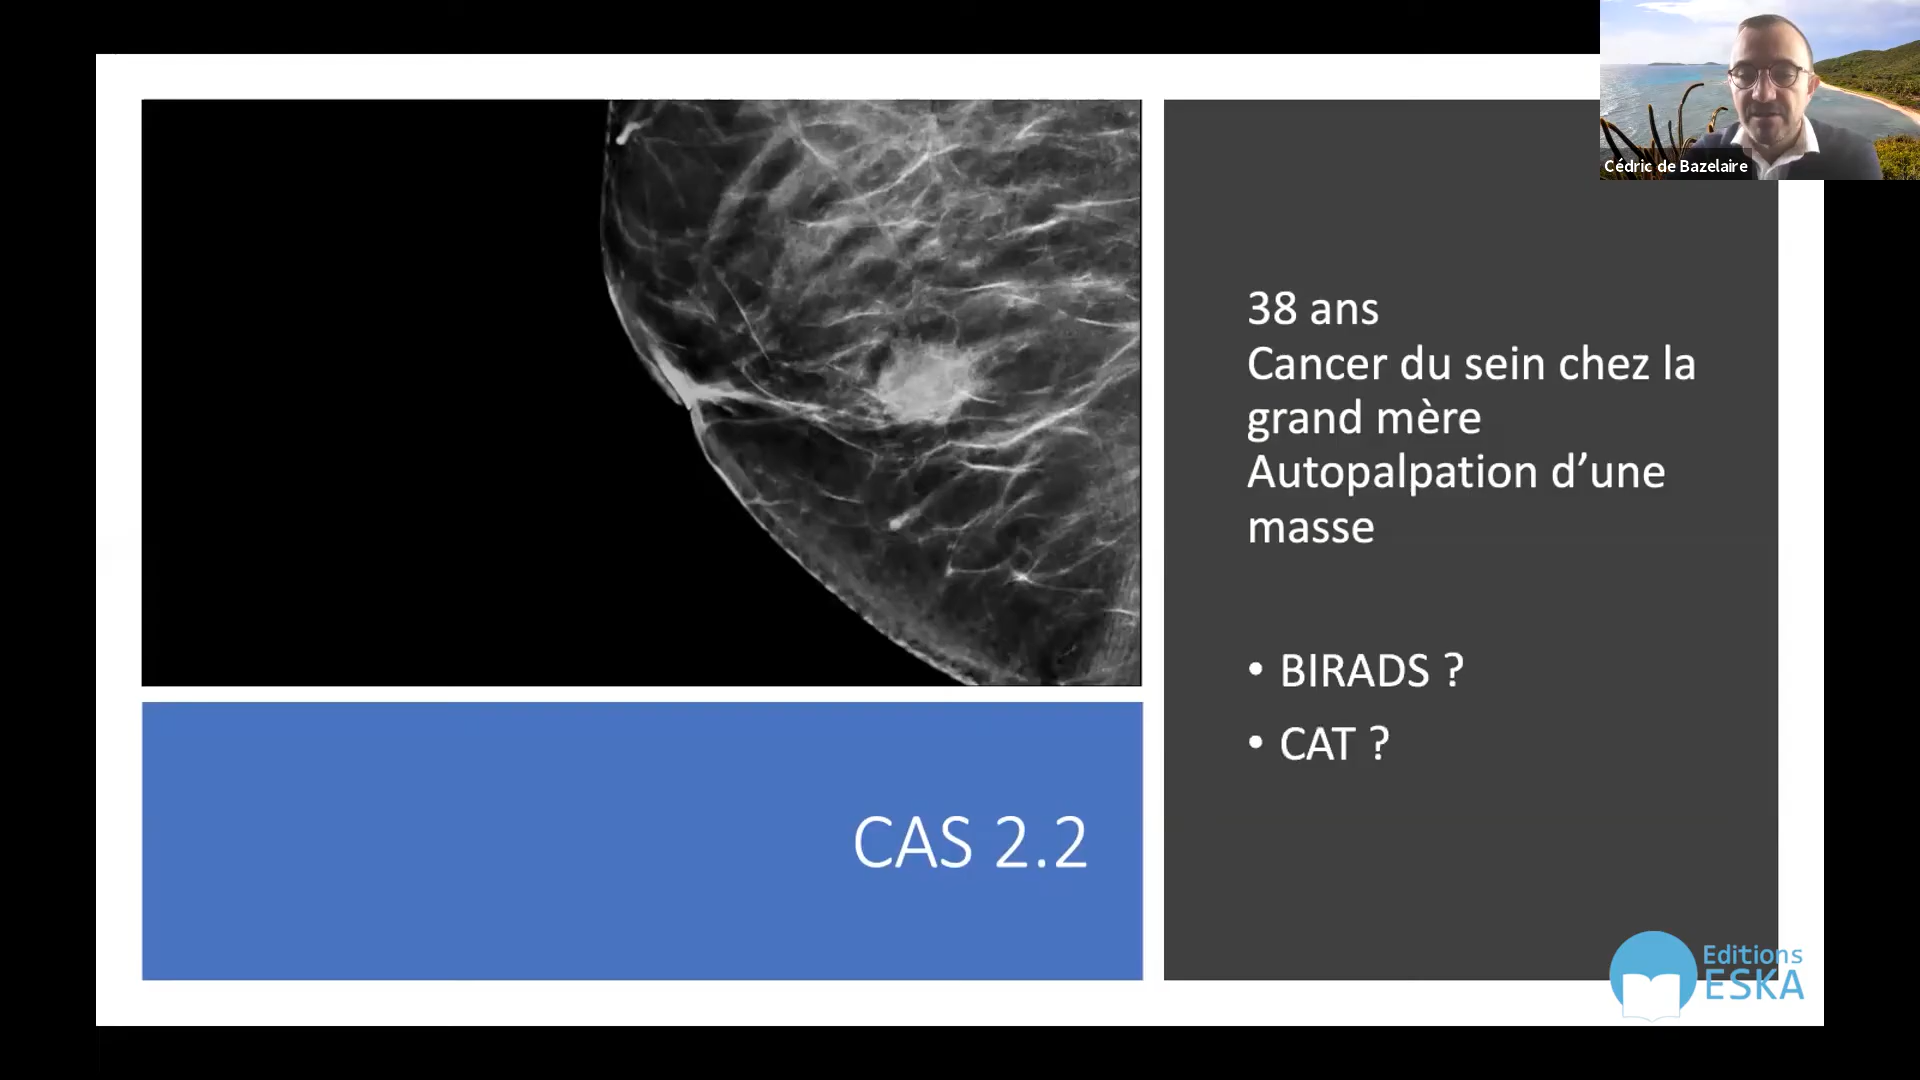 Cédric de Bazelaire
38 ans
Cancer du sein chez la
grand mère
Autopalpation d’une
masse
• BIRADS ?
• CAT ?
CAS 2.2
Editions
ESKA